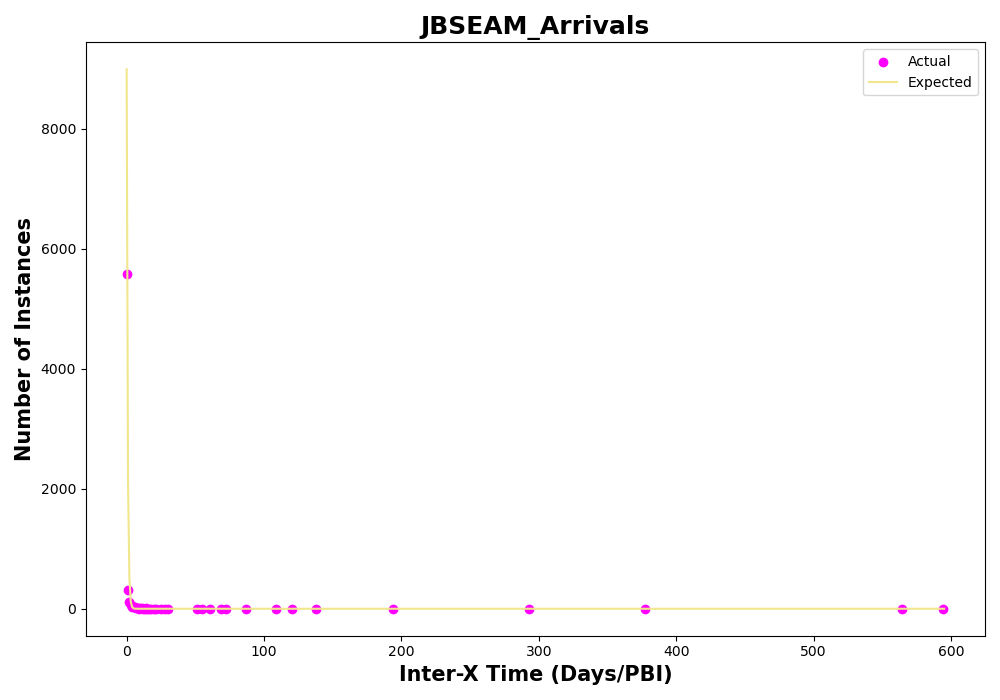 JBSEAM_Arrivals
Actual
Expected
Number of Instances
8000
6000
4000
2000
0
0 100 200 300 400 500 600
Inter-X Time (Days/PBI)